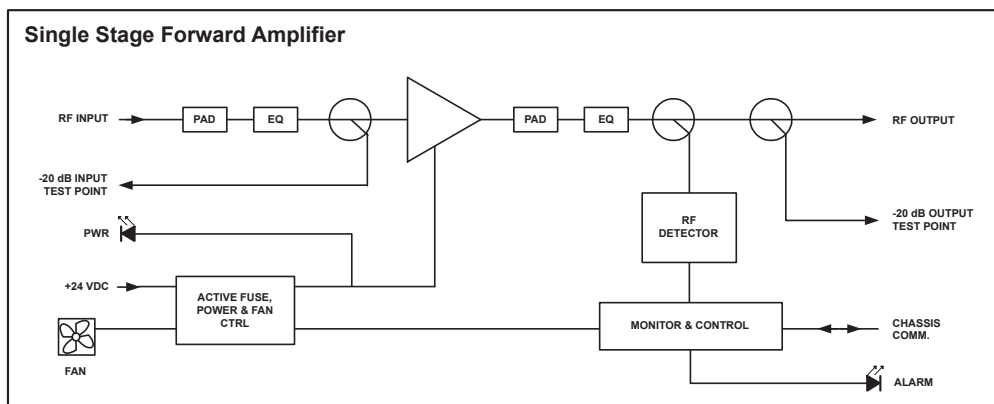 Single Stage Forward Amplifier
RF INPUT
PAD
EQ
PAD
EQ
RF OUTPUT
-20 dB INPUT
TEST POINT
-20 dB OUTPUT
TEST POINT
RF
DETECTOR
PWR
+24 VDC
ACTIVE FUSE,
POWER & FAN
CTRL
MONITOR & CONTROL
CHASSIS
COMM.
FAN
ALARM